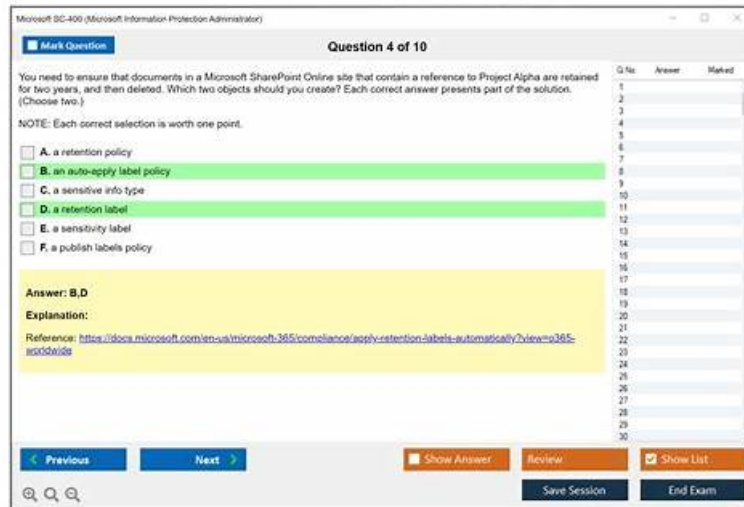 Microsoft SC-400 (Microsoft Information Protection Administrator)
Mark Question
Question 4 of 10
Q No. Answer Marked
You need to ensure that documents in a Microsoft SharePoint Online site that contain a reference to Project Alpha are retained
for two years, and then deleted. Which two objects should you create? Each correct answer presents part of the solution.
(Choose two.)
NOTE: Each correct selection is worth one point.
A. a retention policy
B. an auto-apply label policy
C. a sensitive info type
D. a retention label
E. a sensitivity label
F. a publish labels policy
Answer: B,D
Explanation:
Reference: https://docs.microsoft.com/en-us/microsoft-365/compliance/apply-retention-labels-automatically?view=o365-
worldwide
1
2
3
4
5
6
7
8
9
10
11
12
13
14
15
16
17
18
19
20
21
22
23
24
25
26
27
28
29
30
Previous
Next
Show Answer
Review
Show List
Save Session
End Exam